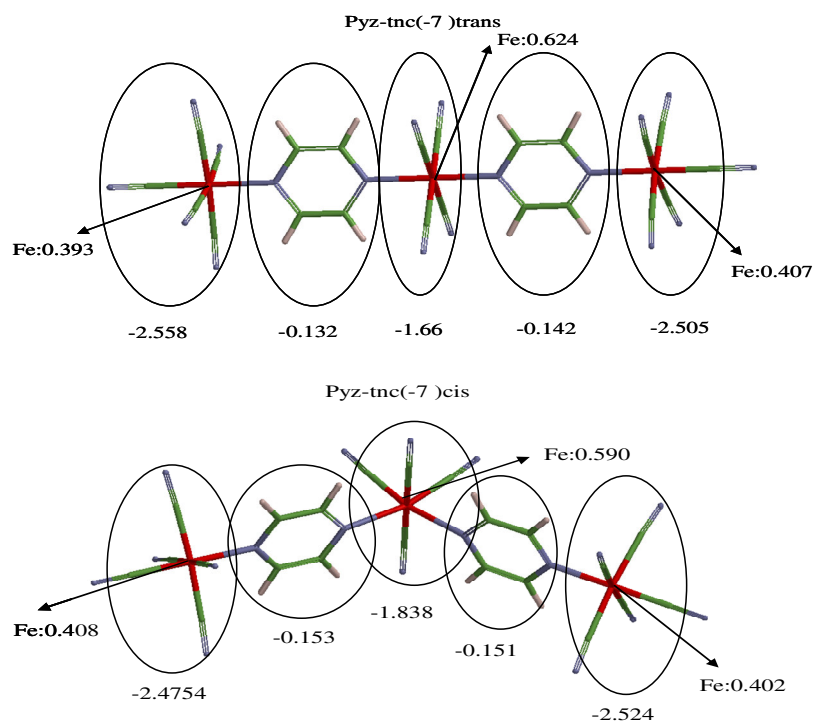 Pyz-tnc(-7 )trans
Fe:0.624
Fe:0.393
Fe:0.407
-2.558
-0.132
-1.66
-0.142
-2.505
Pyz-tnc(-7 )cis
Fe:0.590
Fe:0.408
-1.838
-0.153
-0.151
Fe:0.402
-2.4754
-2.524